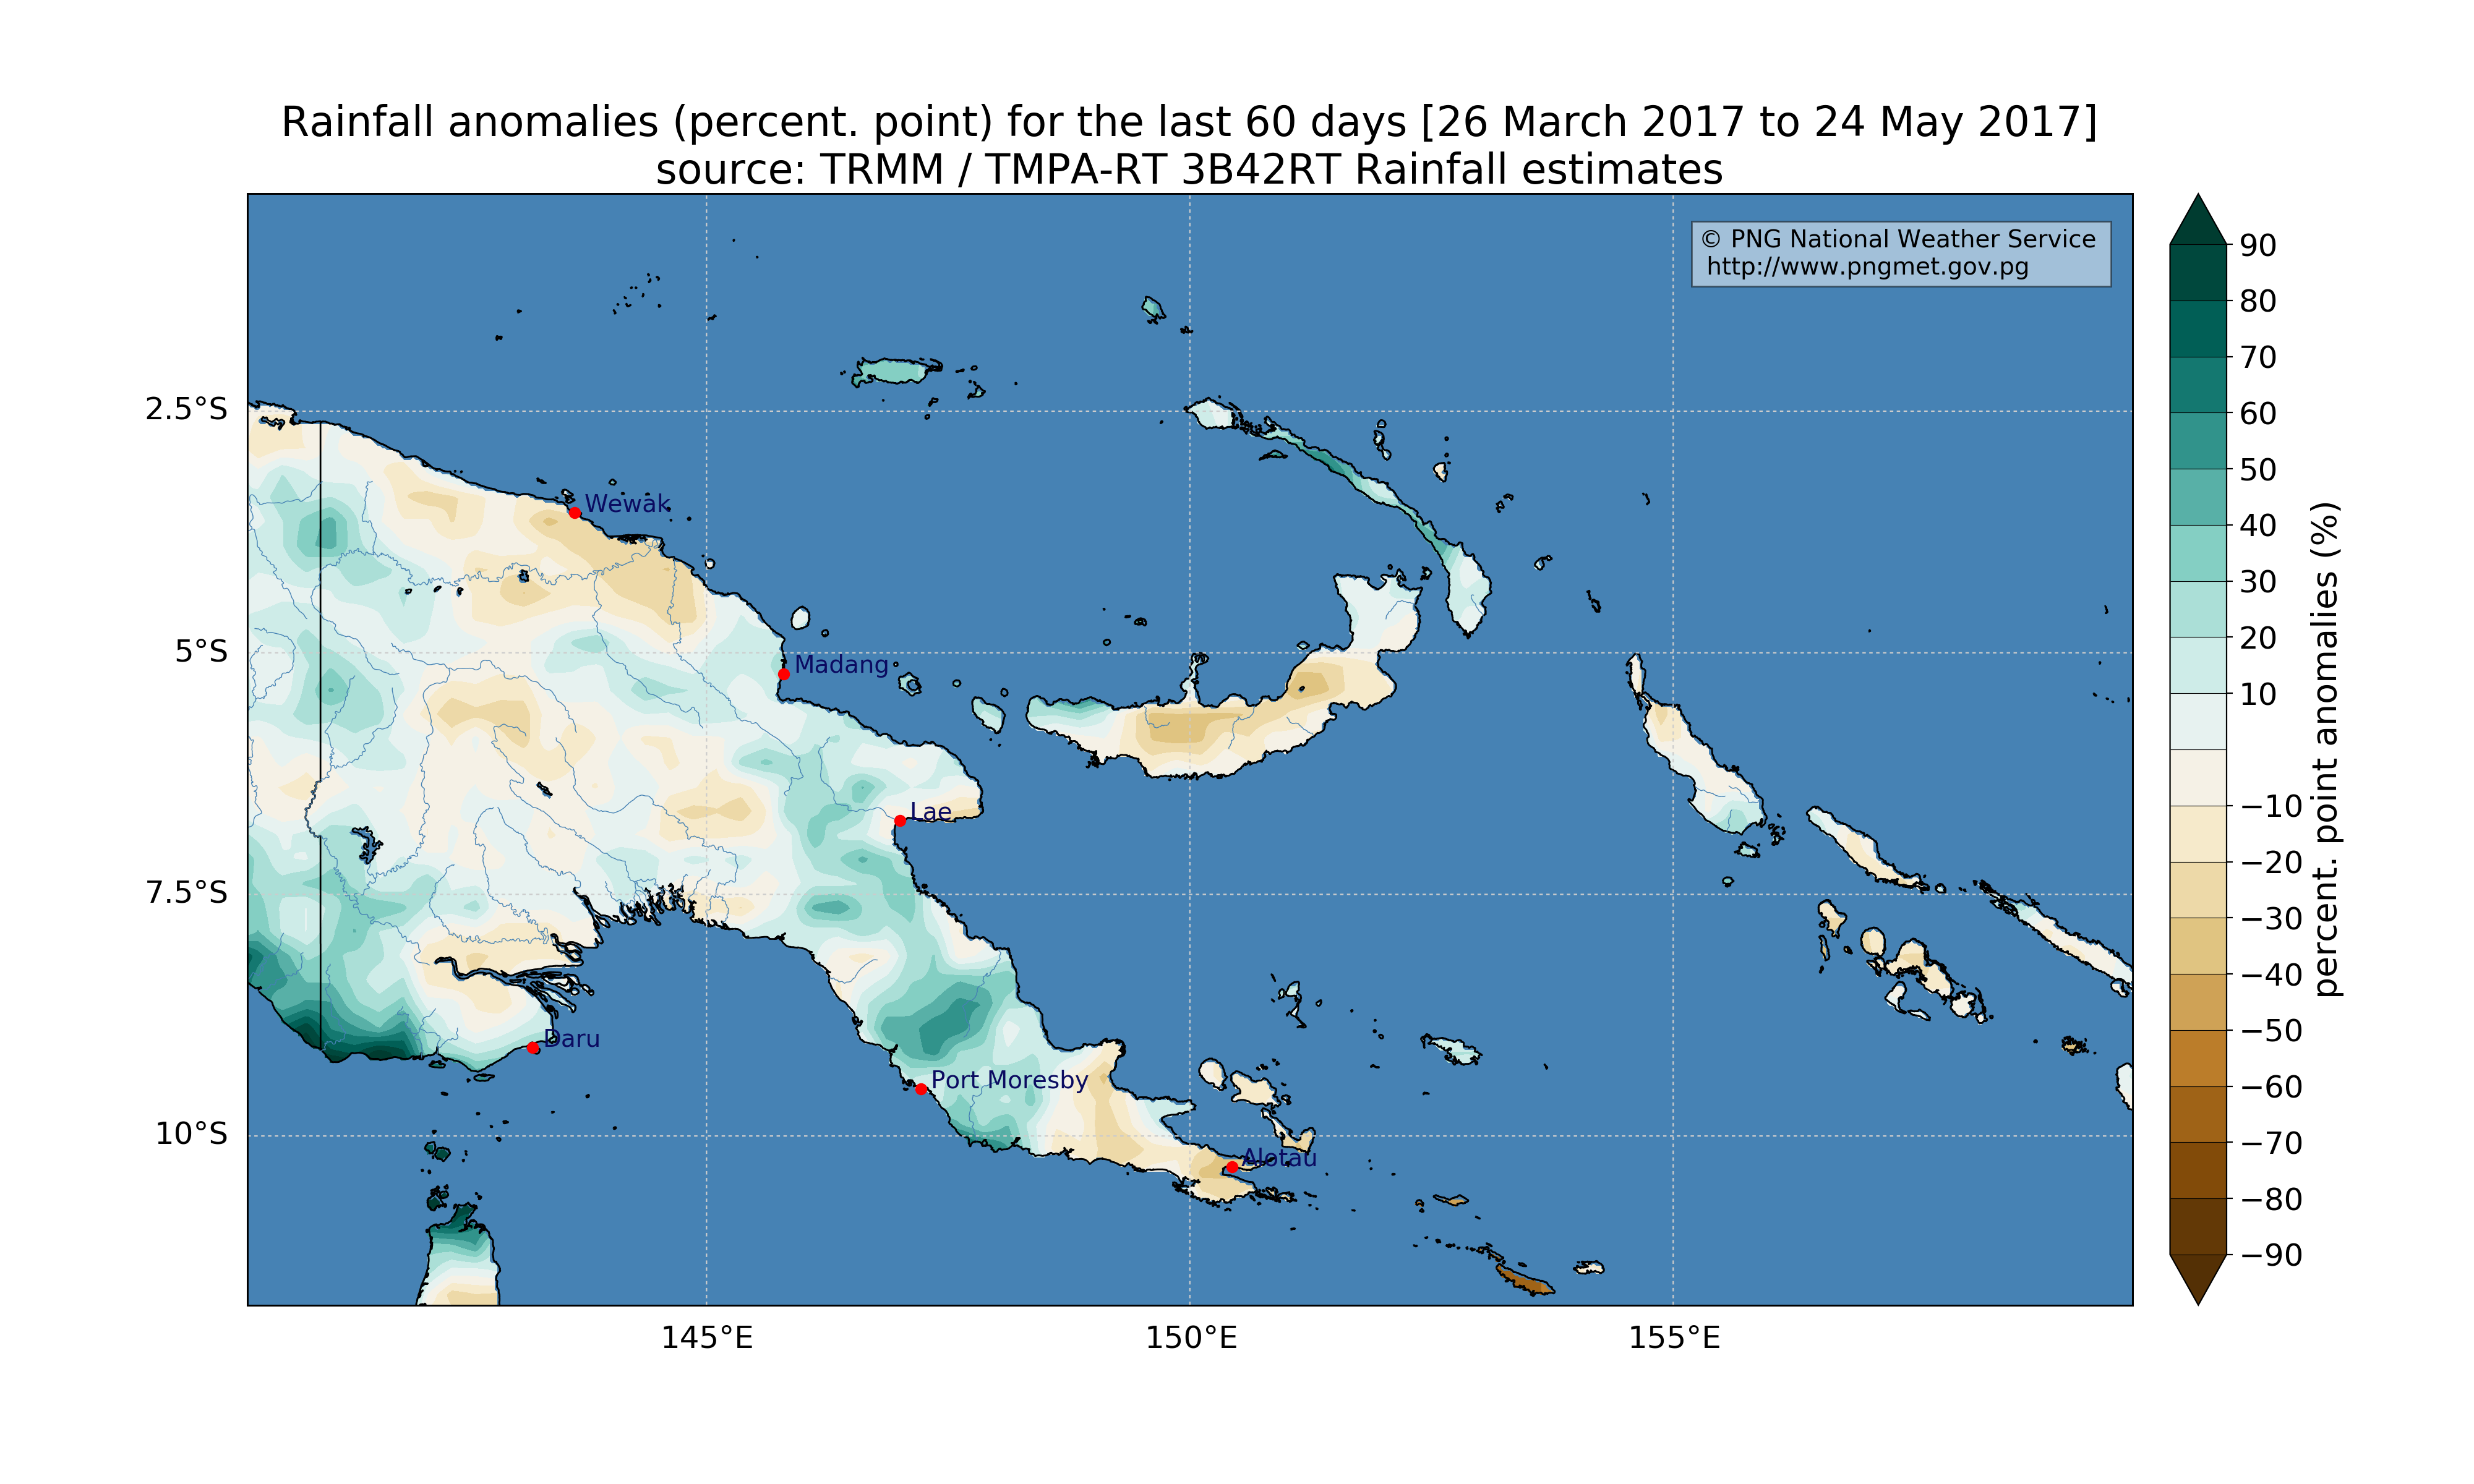 Rainfall anomalies (percent. point) for the last 60 days [26 March 2017 to 24 May 2017]
source: TRMM / TMPA-RT 3B42RT Rainfall estimates
© PNG National Weather Service
http://www.pngmet.gov.pg
2.5°S
5°S
7.5°S
10°S
Wewak
Madang
Lae
Daru
Port Moresby
Alotau
145°E
150°E
155°E
90
80
70
60
50
40
30
20
10
−10
−20
−30
−40
−50
−60
−70
−80
−90
percent. point anomalies (%)